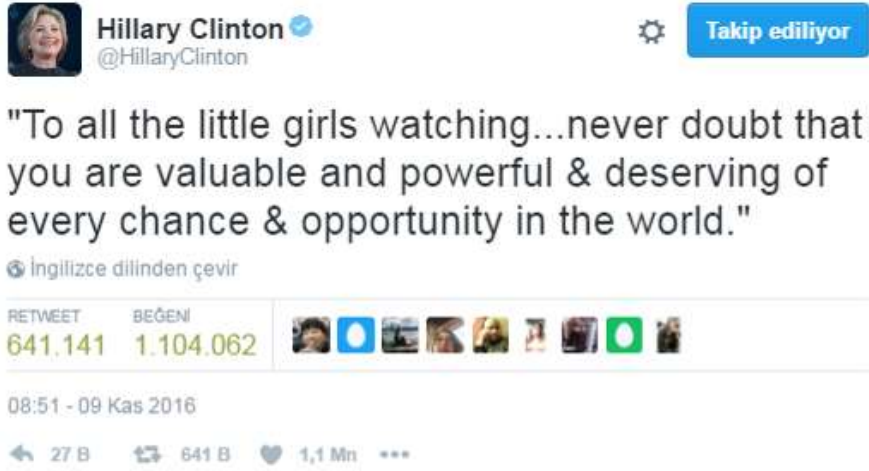 Hillary Clinton
@HillaryClinton
Takip ediliyor
"To all the little girls watching...never doubt that
you are valuable and powerful & deserving of
every chance & opportunity in the world."
İngilizce dilinden çevir
RETWEET BEĞENİ
641.141 1.104.062
08:51 - 09 Kas 2016
27 B 641 B 1,1 Mn